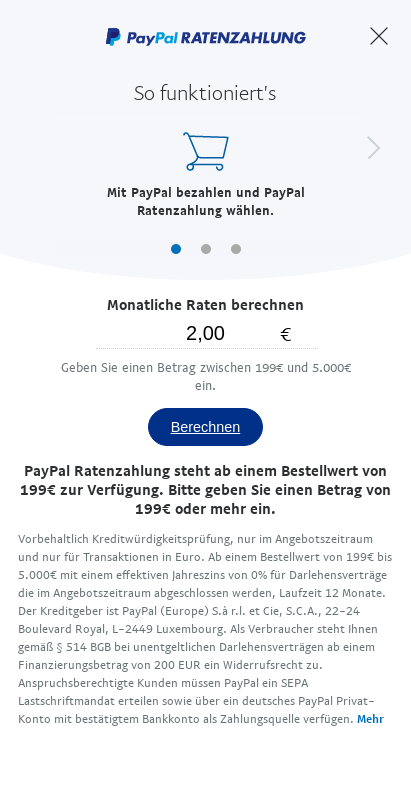 PayPal RATENZAHLUNG
So funktioniert's
Mit PayPal bezahlen und PayPal
Ratenzahlung wählen.
Monatliche Raten berechnen
2,00 €
Geben Sie einen Betrag zwischen 199€ und 5.000€
ein.
Berechnen
PayPal Ratenzahlung steht ab einem Bestellwert von
199€ zur Verfügung. Bitte geben Sie einen Betrag von
199€ oder mehr ein.
Vorbehaltlich Kreditwürdigkeitsprüfung, nur im Angebotszeitraum
und nur für Transaktionen in Euro. Ab einem Bestellwert von 199€ bis
5.000€ mit einem effektiven Jahreszins von 0% für Darlehensverträge
die im Angebotszeitraum abgeschlossen werden, Laufzeit 12 Monate.
Der Kreditgeber ist PayPal (Europe) S.à r.l. et Cie, S.C.A., 22-24
Boulevard Royal, L-2449 Luxembourg. Als Verbraucher steht Ihnen
gemäß § 514 BGB bei unentgeltlichen Darlehensverträgen ab einem
Finanzierungsbetrag von 200 EUR ein Widerrufsrecht zu.
Anspruchsberechtigte Kunden müssen PayPal ein SEPA
Lastschriftmandat erteilen sowie über ein deutsches PayPal Privat-
Konto mit bestätigtem Bankkonto als Zahlungsquelle verfügen. Mehr